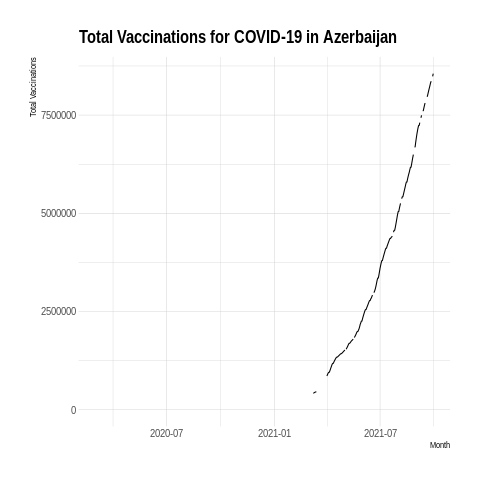 Total Vaccinations for COVID-19 in Azerbaijan
Total Vaccinations
7500000
5000000
2500000
0
2020-07
2021-01
2021-07
Month